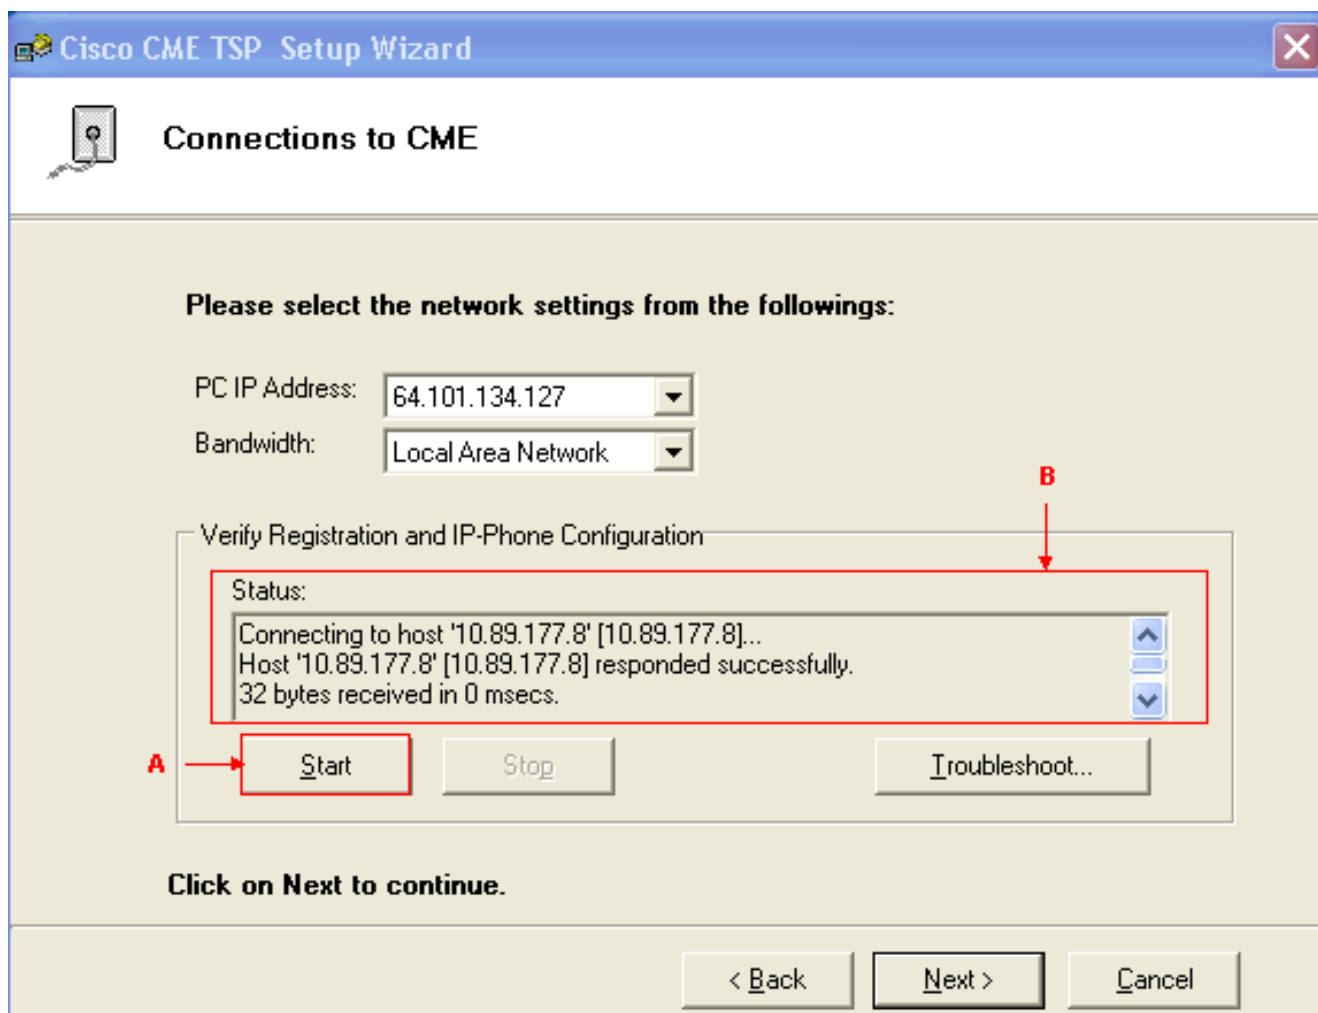 Cisco CME TSP  Setup Wizard
Connections to CME
Please select the network settings from the followings:
PC IP Address:
64.101.134.127
Bandwidth:
Local Area Network
B
Verify Registration and IP-Phone Configuration
Status:
Connecting to host '10.89.177.8' [10.89.177.8]...
Host '10.89.177.8' [10.89.177.8] responded successfully.
32 bytes received in 0 msecs.
A
Start
Stop
Troubleshoot...
Click on Next to continue.
< Back
Next >
Cancel